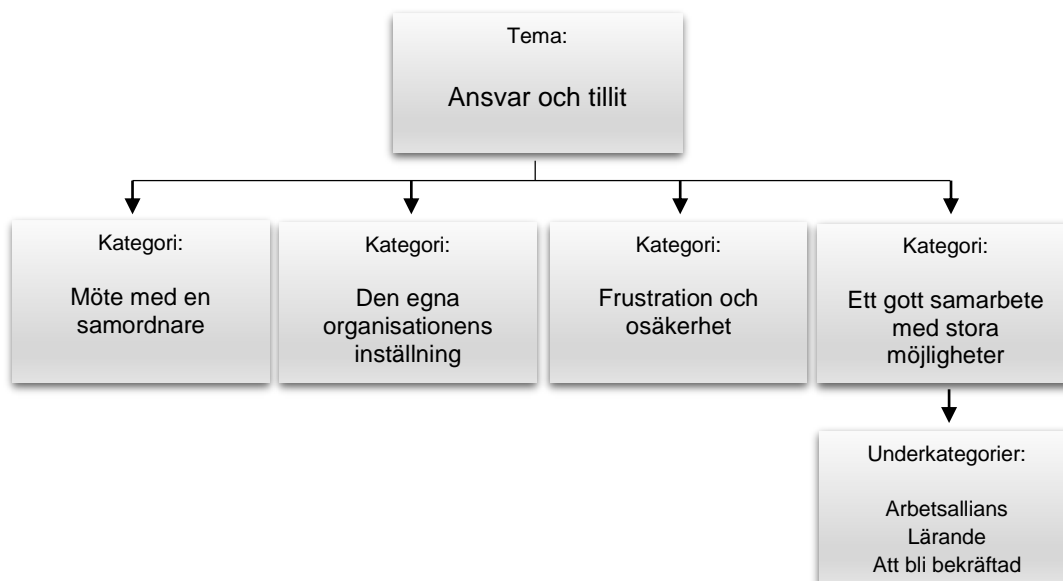 Tema:
Ansvar och tillit
Kategori:
Möte med en
samordnare
Kategori:
Den egna
organisationens
inställning
Kategori:
Frustration och
osäkerhet
Kategori:
Ett gott samarbete
med stora
möjligheter
Underkategorier:
Arbetsallians
Lärande
Att bli bekräftad